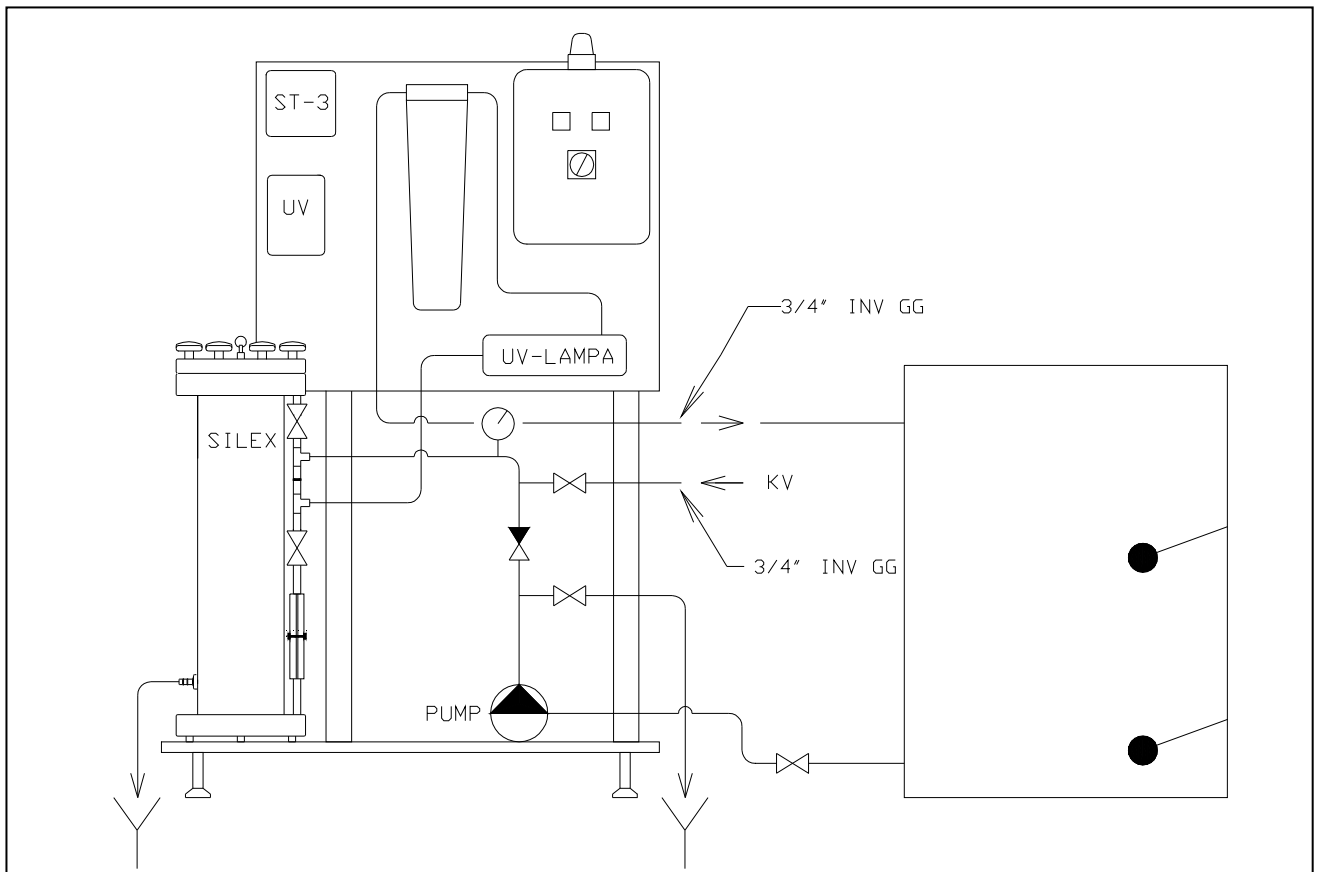 ST-3
UV
3/4" INV GG
UV-LAMPA
SILEX
KV
3/4" INV GG
PUMP